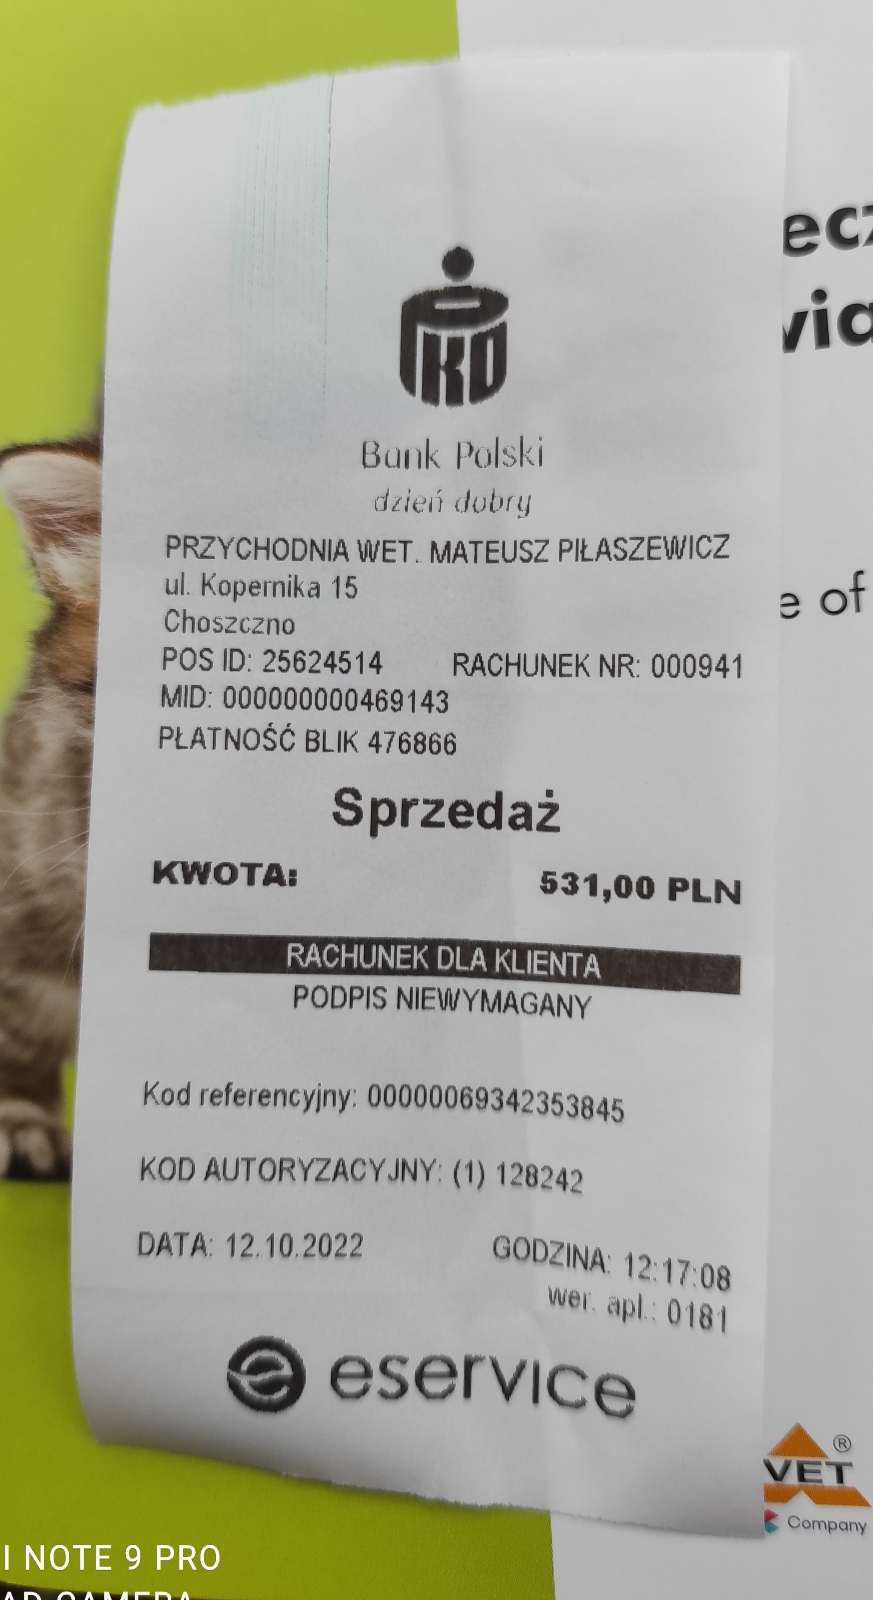 PKO
Bank Polski
dzień dobry
PRZYCHODNIA WET. MATEUSZ PIŁASZEWICZ
ul. Kopernika 15
Choszczno
POS ID: 25624514 RACHUNEK NR: 000941
MID: 000000000469143
PŁATNOŚĆ BLIK 476866
Sprzedaż
KWOTA: 531,00 PLN
RACHUNEK DLA KLIENTA
PODPIS NIEWYMAGANY
Kod referencyjny: 00000069342353845
KOD AUTORYZACYJNY: (1) 128242
DATA: 12.10.2022 GODZINA: 12:17:08
wer. apl.: 0181
eservice
e of
VET ®
Company
I NOTE 9 PRO
AD CAMERA